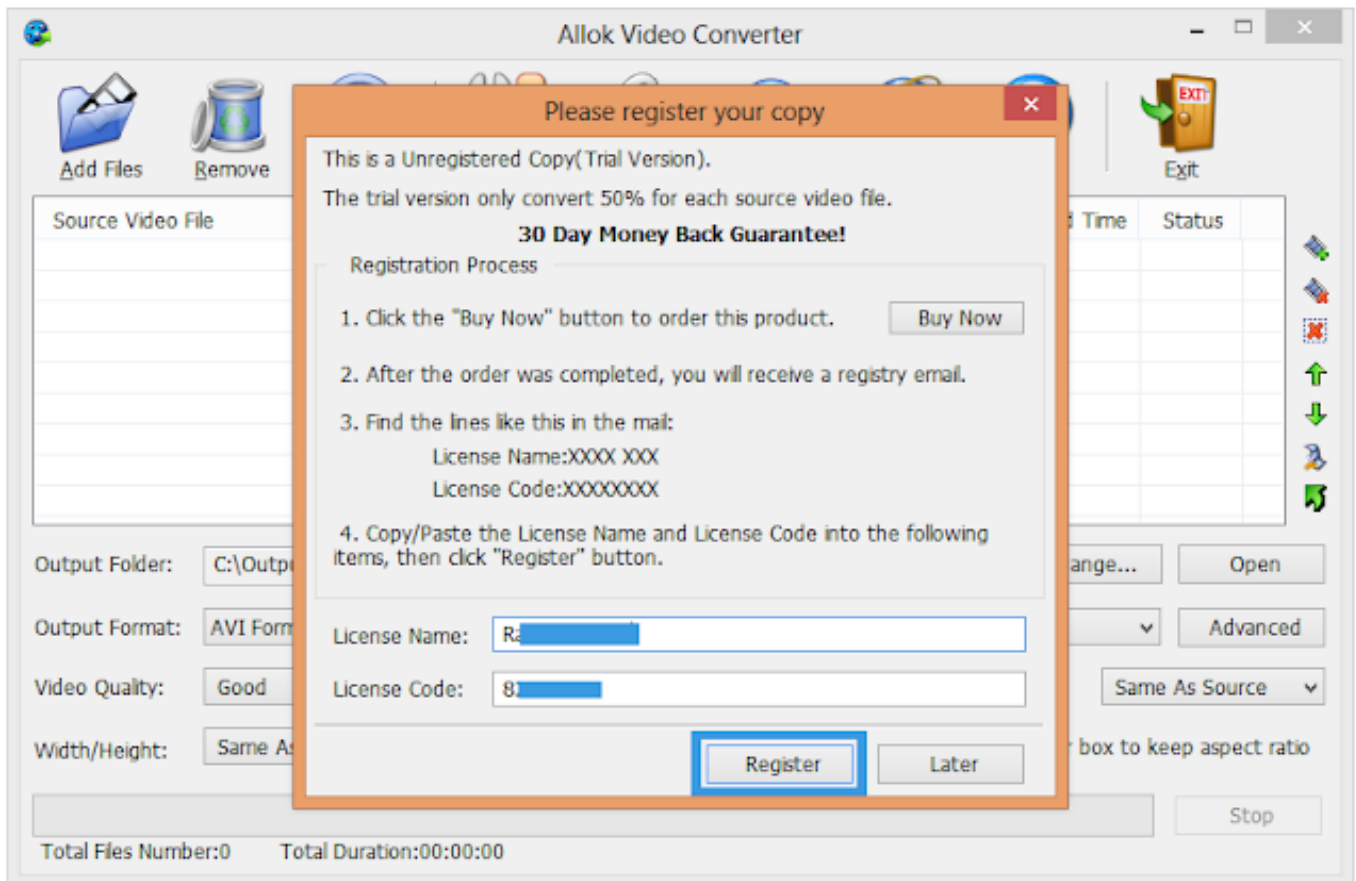 Allok Video Converter
Please register your copy
EXIT
Add Files
Remove
Exit
This is a Unregistered Copy(Trial Version).
The trial version only convert 50% for each source video file.
30 Day Money Back Guarantee!
Source Video File
Time
Status
Registration Process
1. Click the "Buy Now" button to order this product.
Buy Now
2. After the order was completed, you will receive a registry email.
3. Find the lines like this in the mail:
License Name:XXXX XXX
License Code:XXXXXXXX
4. Copy/Paste the License Name and License Code into the following
items, then click "Register" button.
Output Folder:
C:\Outp
ange...
Open
Output Format:
AVI Form
Advanced
License Name:
Ra
License Code:
82
Video Quality:
Good
Same As Source
Width/Height:
Same As
box to keep aspect ratio
Register
Later
Stop
Total Files Number:0
Total Duration:00:00:00